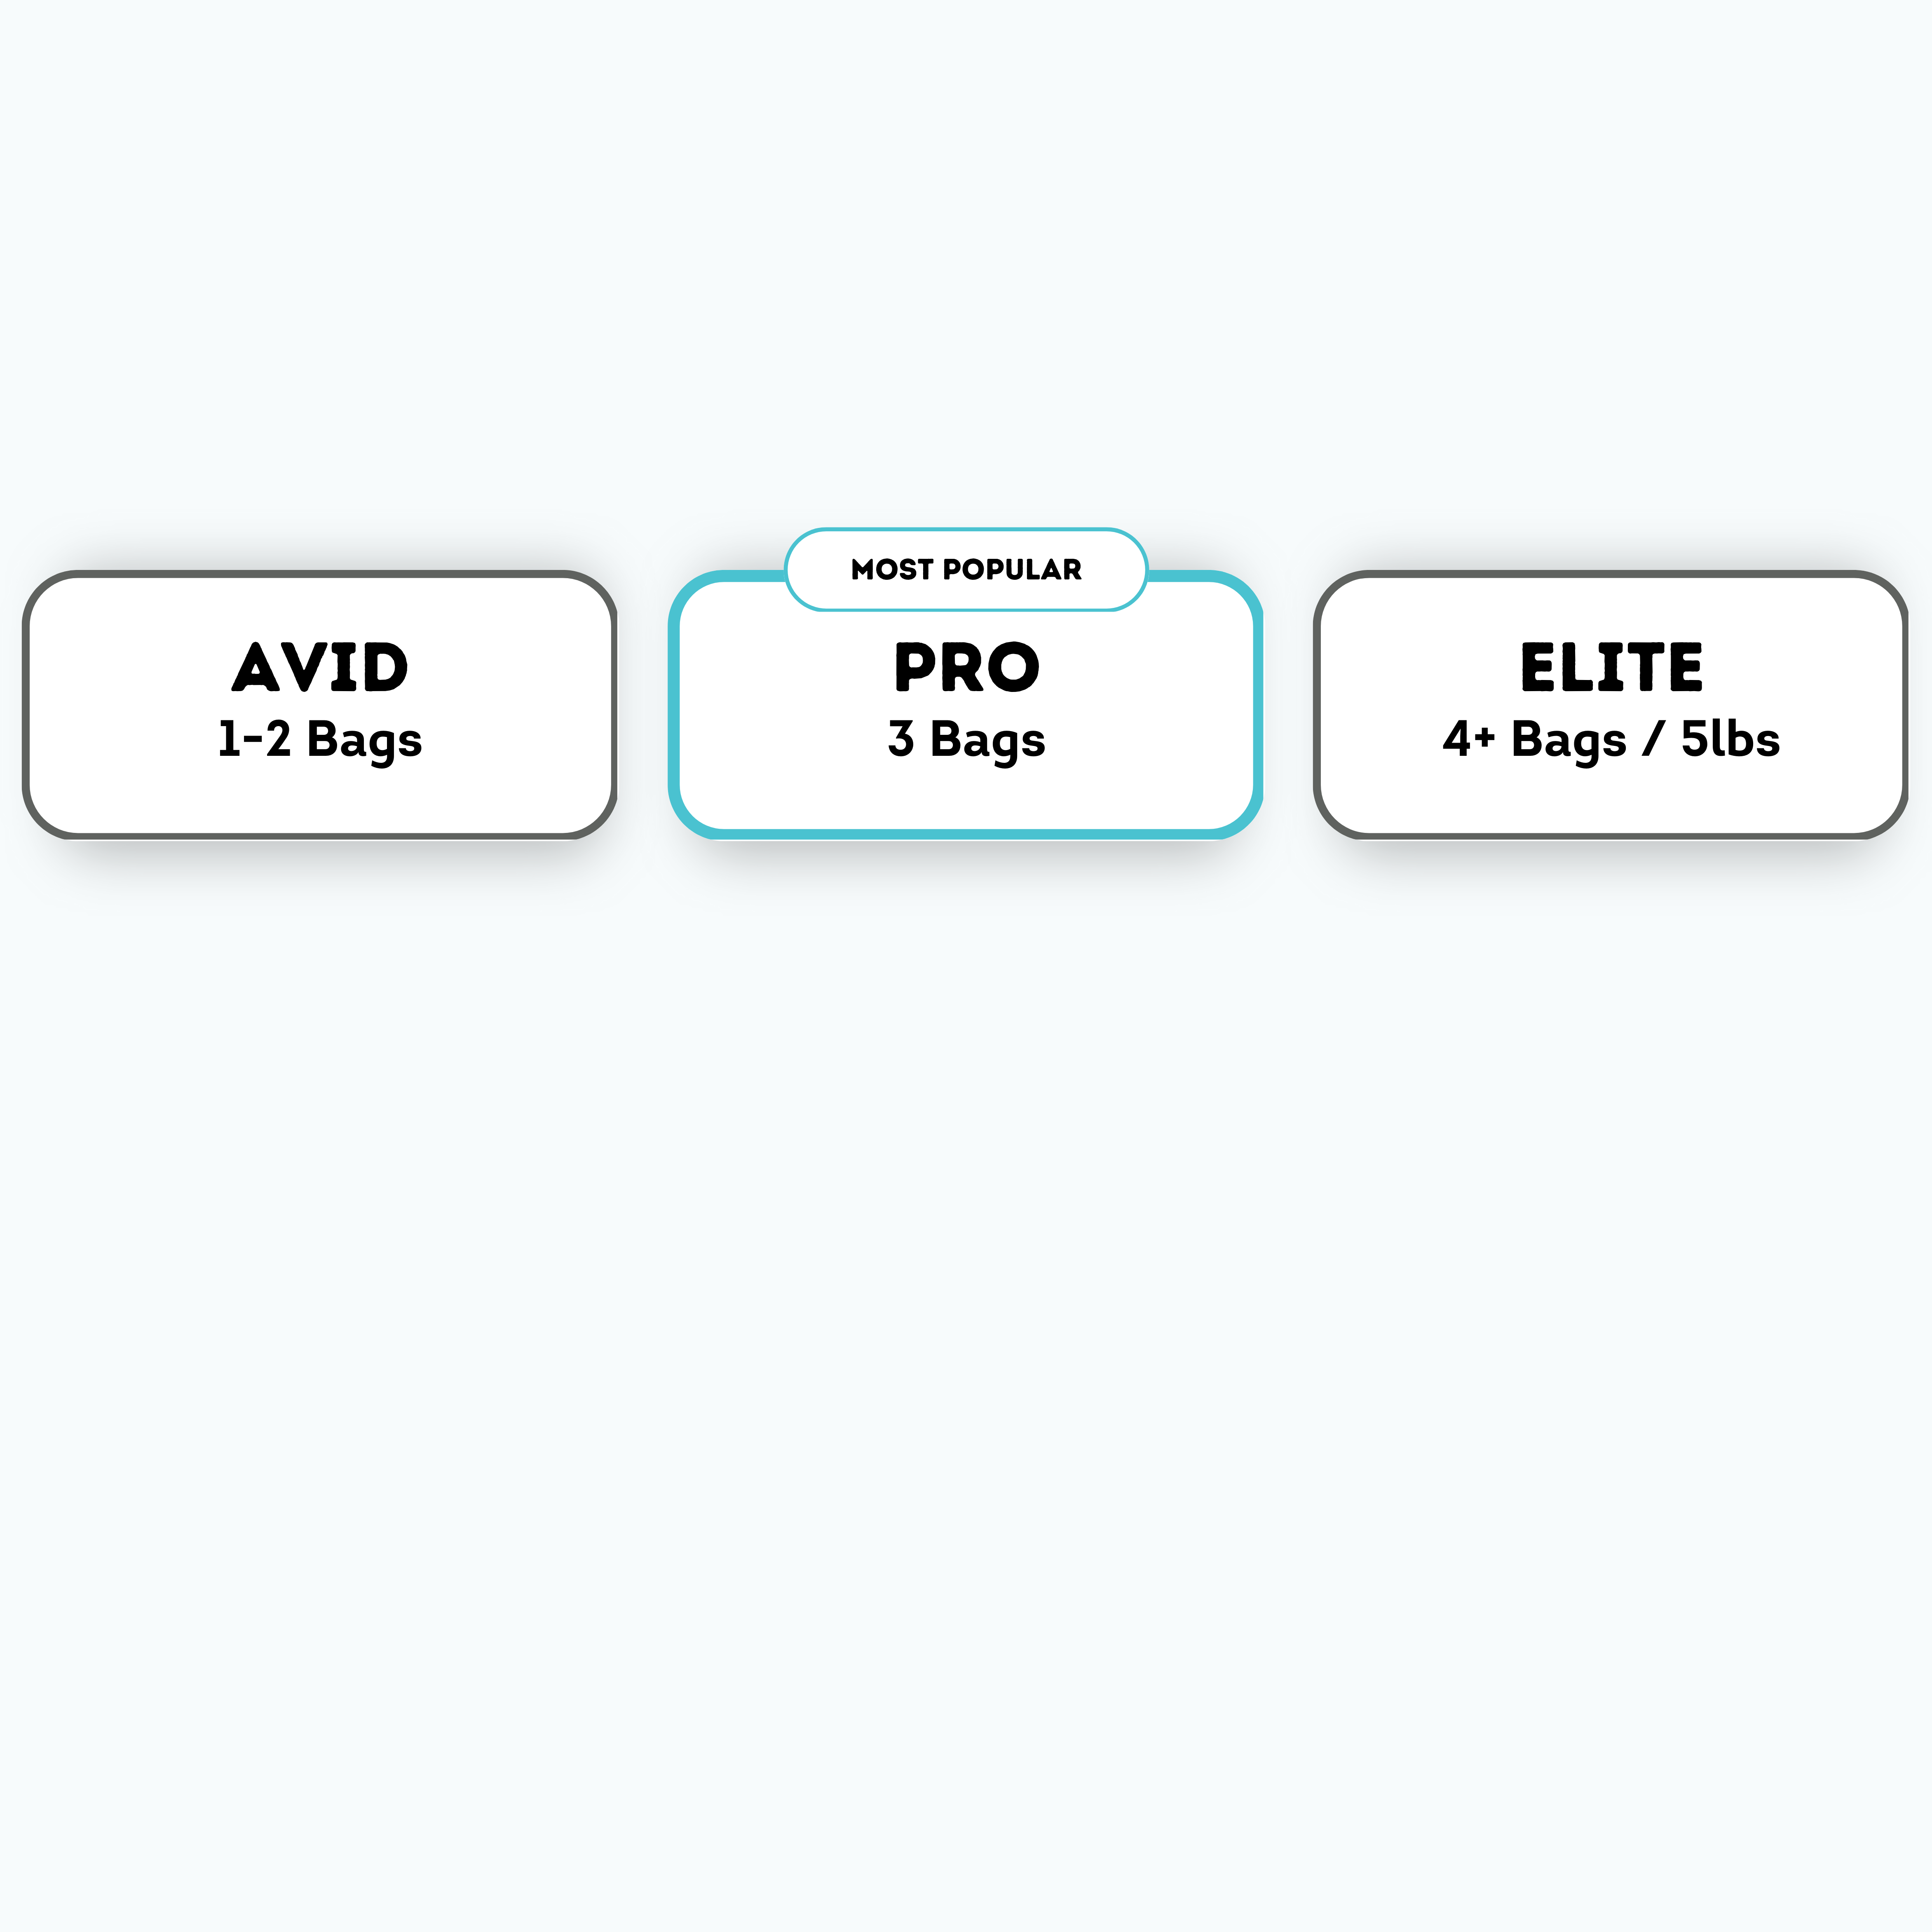 MOST POPULAR
AVID
1-2 Bags
PRO
3 Bags
ELITE
4+ Bags / 5lbs